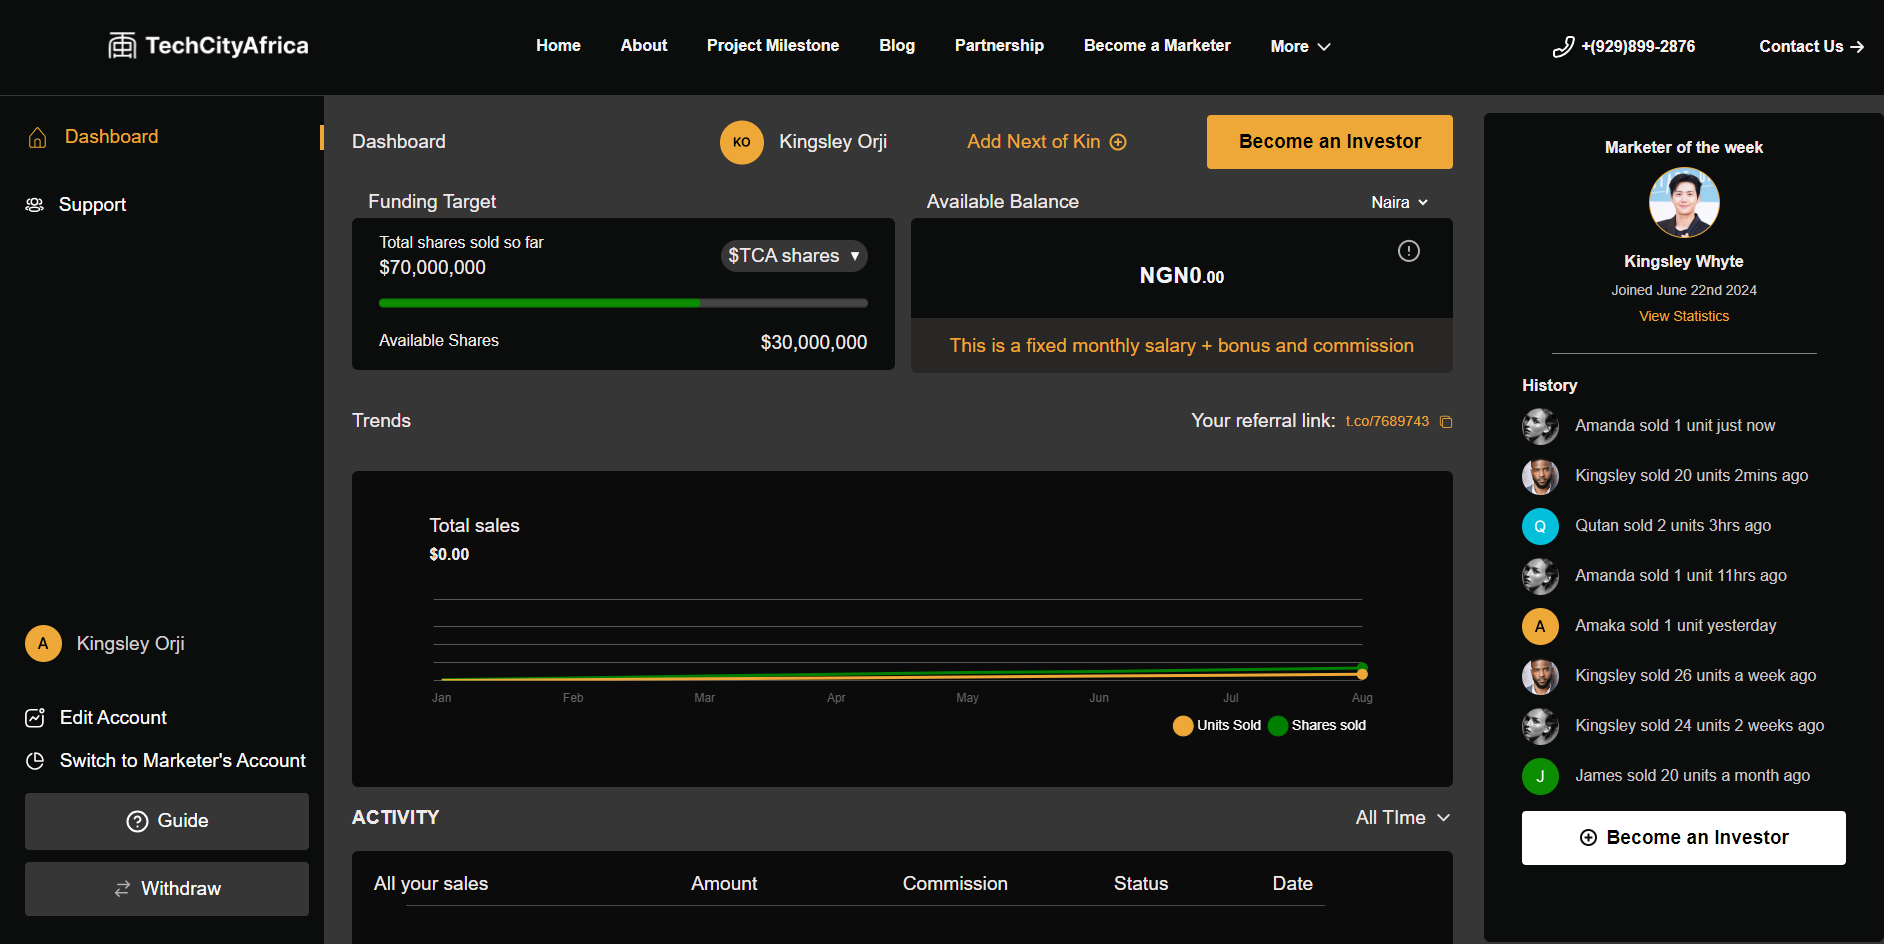 TechCityAfrica
Home
About
Project Milestone
Blog
Partnership
Become a Marketer
More
+(929)899-2876
Contact Us
Dashboard
Support
Kingsley Orji
A
Edit Account
Switch to Marketer's Account
Guide
Withdraw
Dashboard
KO
Kingsley Orji
Add Next of Kin
Become an Investor
Funding Target
Total shares sold so far
$70,000,000
$TCA shares
Available Shares
$30,000,000
Available Balance
Naira
NGN0.00
This is a fixed monthly salary + bonus and commission
Trends
Your referral link: t.co/7689743
Total sales
$0.00
Jan Feb Mar Apr May Jun Jul Aug
Units Sold Shares sold
ACTIVITY
All TIme
All your sales Amount Commission Status Date
Marketer of the week
Kingsley Whyte
Joined June 22nd 2024
View Statistics
History
Amanda sold 1 unit just now
Kingsley sold 20 units 2mins ago
Q Qutan sold 2 units 3hrs ago
Amanda sold 1 unit 11hrs ago
A Amaka sold 1 unit yesterday
Kingsley sold 26 units a week ago
Kingsley sold 24 units 2 weeks ago
J James sold 20 units a month ago
Become an Investor